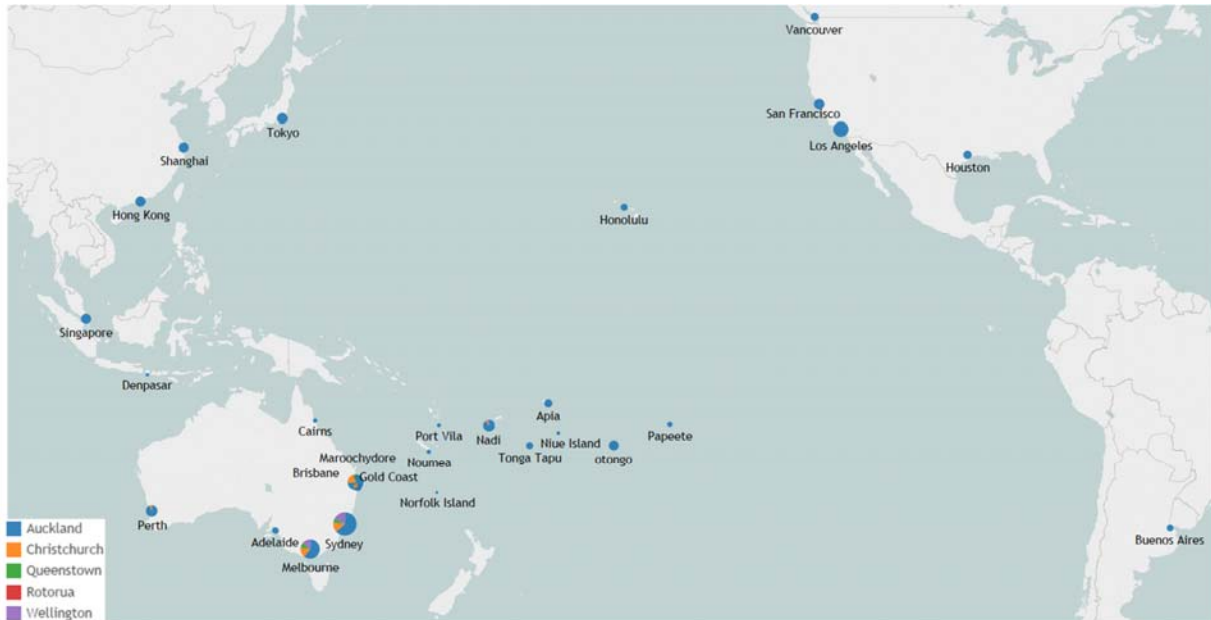 Vancouver
San Francisco
Tokyo
Los Angeles
Shanghai
Houston
Hong Kong
Honolulu
Singapore
Denpasar
Apia
Cairns
Port Vila
Nadi
Niue Island
Papeete
Tonga Tapu
otongo
Maroochydore
Noumea
Brisbane
Gold Coast
Norfolk Island
Perth
Adelaide
Sydney
Buenos Aires
Melbourne
Auckland
Christchurch
Queenstown
Rotorua
Wellington